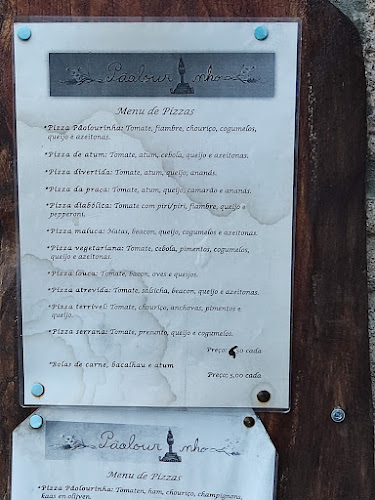 Pãolourinho
Menu de Pizzas
•Pizza Pãolourinha: Tomate, fiambre, chouriço, cogumelos,
queijo e azeitonas.
•Pizza de atum: Tomate, atum, cebola, queijo e azeitonas.
•Pizza divertida: Tomate, atum, queijo, ananás.
•Pizza da praça: Tomate, atum, queijo, camarão e ananás.
•Pizza diabólica: Tomate com piri/piri, fiambre, queijo e
pepperoni.
•Pizza maluca: Natas, beacon, queijo, cogumelos e azeitonas.
•Pizza vegetariana: Tomate, cebola, pimentos, cogumelos,
queijo e azeitonas.
•Pizza louca: Tomate, bacon, ovos e queijos.
•Pizza atrevida: Tomate, salsicha, beacon, queijo e azeitonas.
•Pizza terrível: Tomate, chouriço, anchovas, pimentos e
queijo.
•Pizza serrana: Tomate, presunto, queijo e cogumelos.
Preço: cada
•Bolas de carne, bacalhau e atum
Preço: 5,00 cada
Pãolourinho
Menu de Pizzas
•Pizza Pãolourinha: Tomaten, ham, chouriço, champignons,
kaas en olijven.